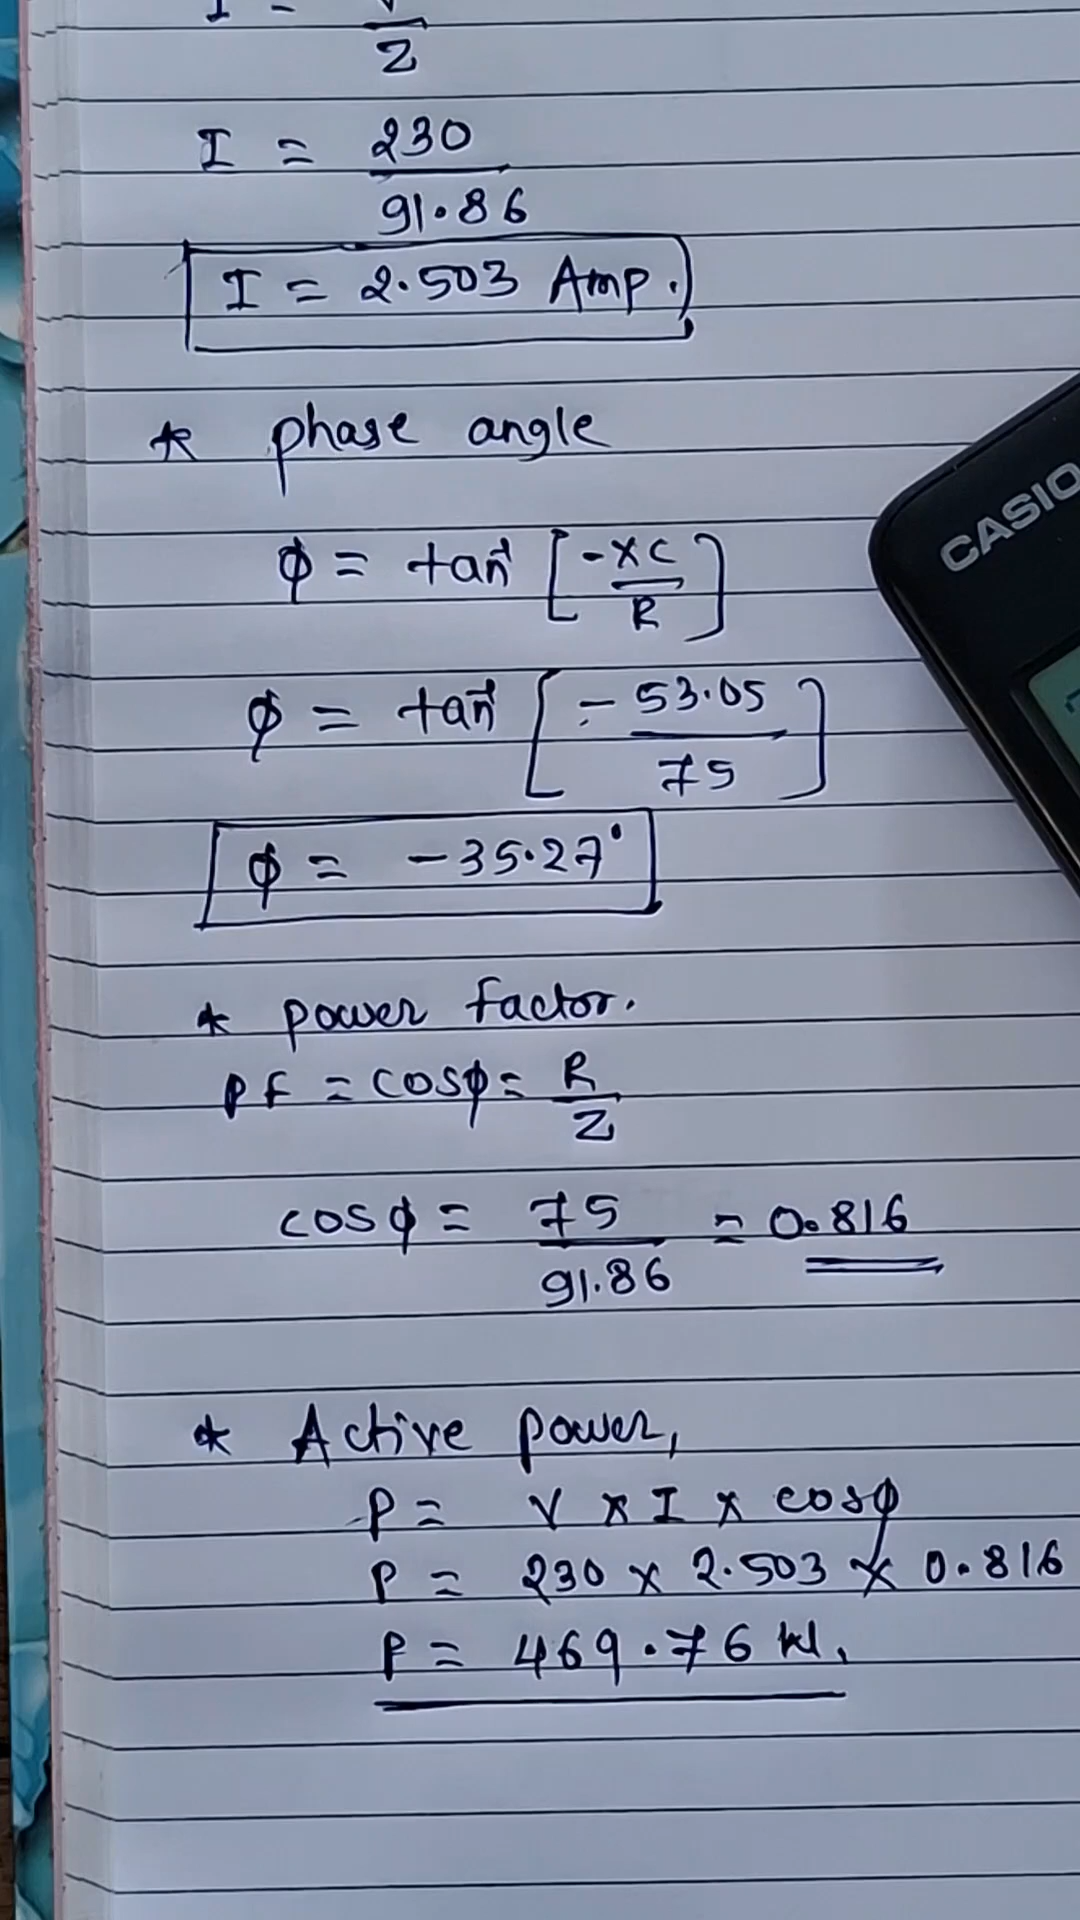 I = V
Z
I = 230
91.86
I = 2.503 Amp.
* phase angle
φ = tan⁻¹ [-XC
R]
φ = tan⁻¹ [- 53.05
75]
φ = -35.27°
* power factor.
PF = cosφ = R
Z
cosφ = 75 = 0.816
91.86
* Active power,
P = V x I x cosφ
P = 230 x 2.503 x 0.816
P = 469.76 W.
CASIO